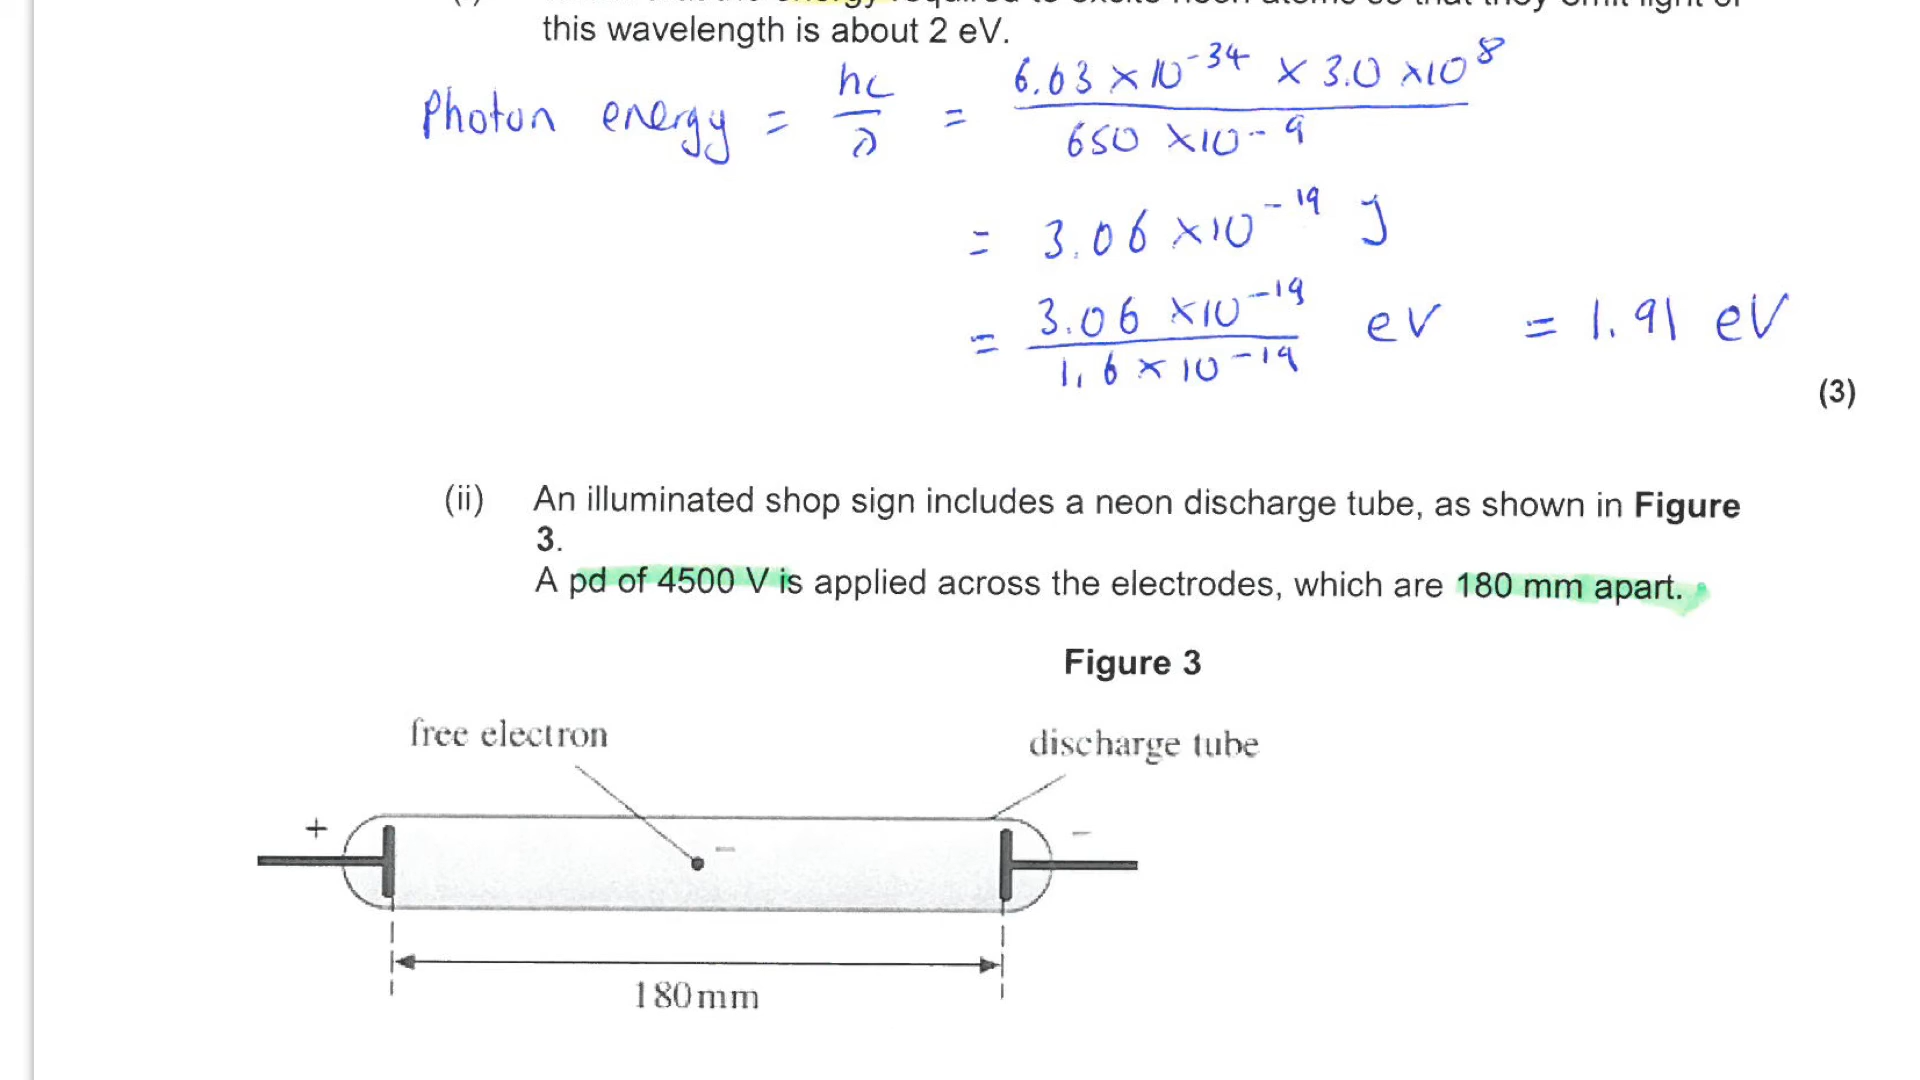 this wavelength is about 2 eV.
Photon energy = hc / λ = 6.63 × 10^-34 × 3.0 × 10^8 / 650 × 10^-9
= 3.06 × 10^-19 J
= 3.06 × 10^-19 / 1.6 × 10^-19 eV = 1.91 eV
(3)
(ii) An illuminated shop sign includes a neon discharge tube, as shown in Figure
3.
A pd of 4500 V is applied across the electrodes, which are 180 mm apart.
Figure 3
free electron
discharge tube
+ − −
180 mm